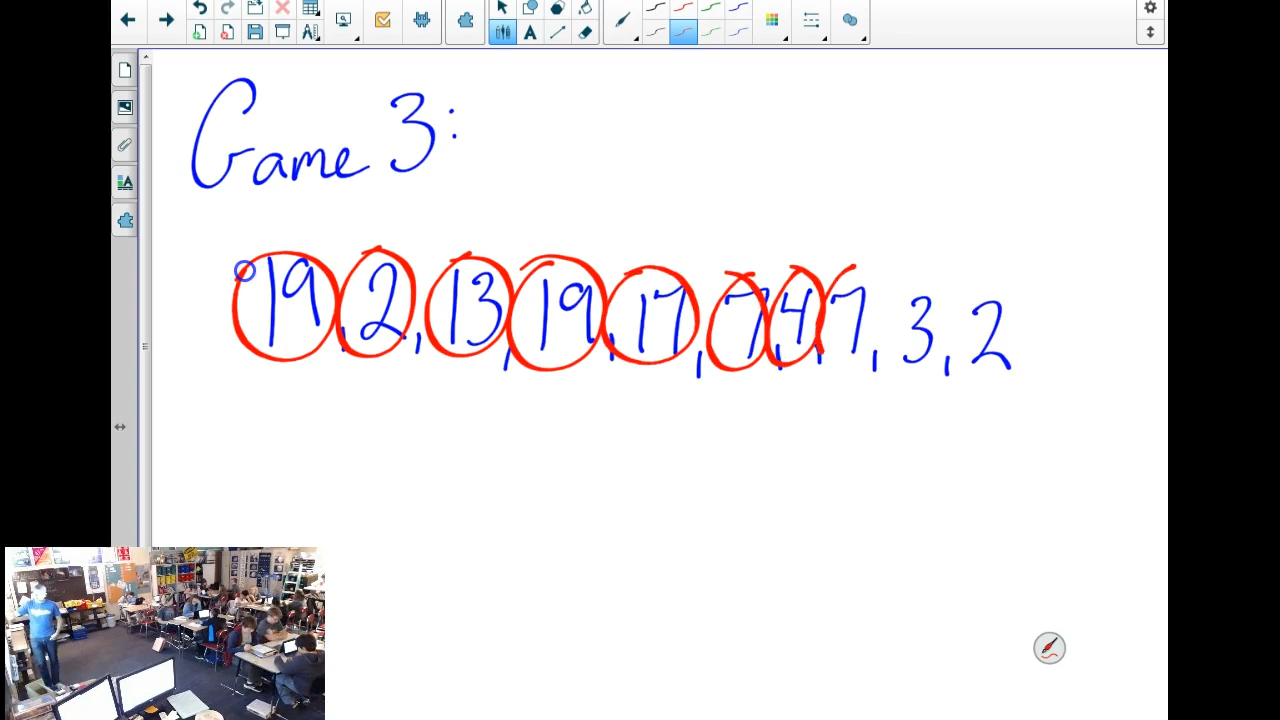 Game 3:
19, 2, 13, 19, 17, 7, 4, 7, 3, 2